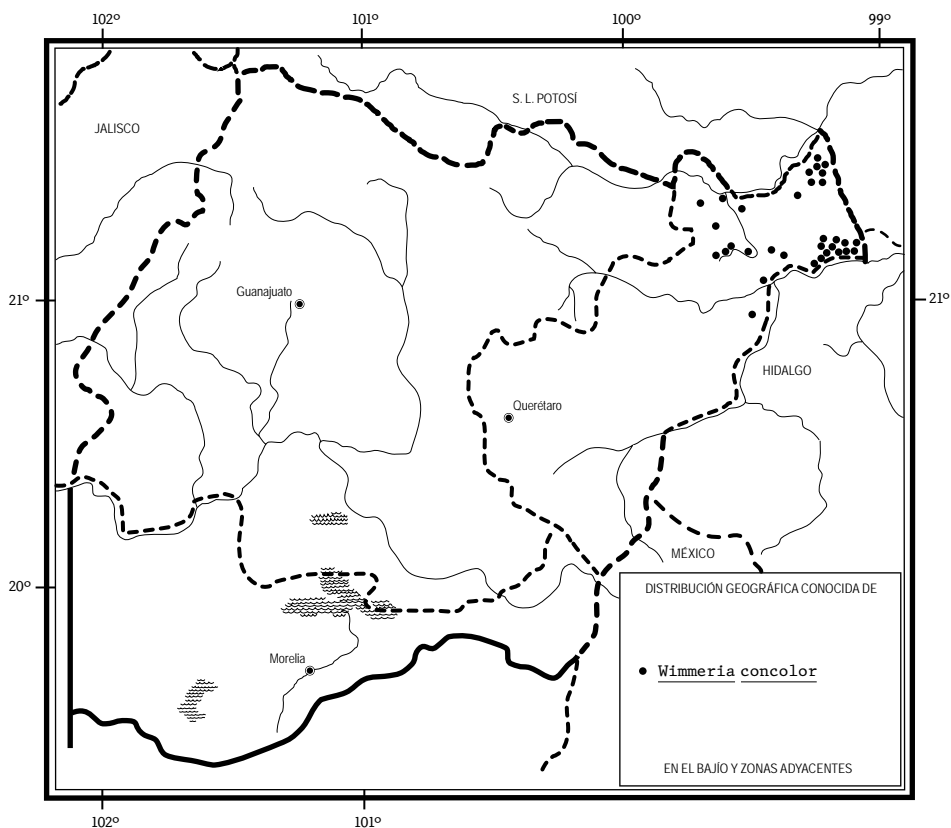 102º 101º 100º 99º
S. L. POTOSÍ
JALISCO
Guanajuato
21º 21º
HIDALGO
Querétaro
MÉXICO
20º
DISTRIBUCIÓN GEOGRÁFICA CONOCIDA DE
Morelia
Wimmeria concolor
EN EL BAJÍO Y ZONAS ADYACENTES
102º 101º